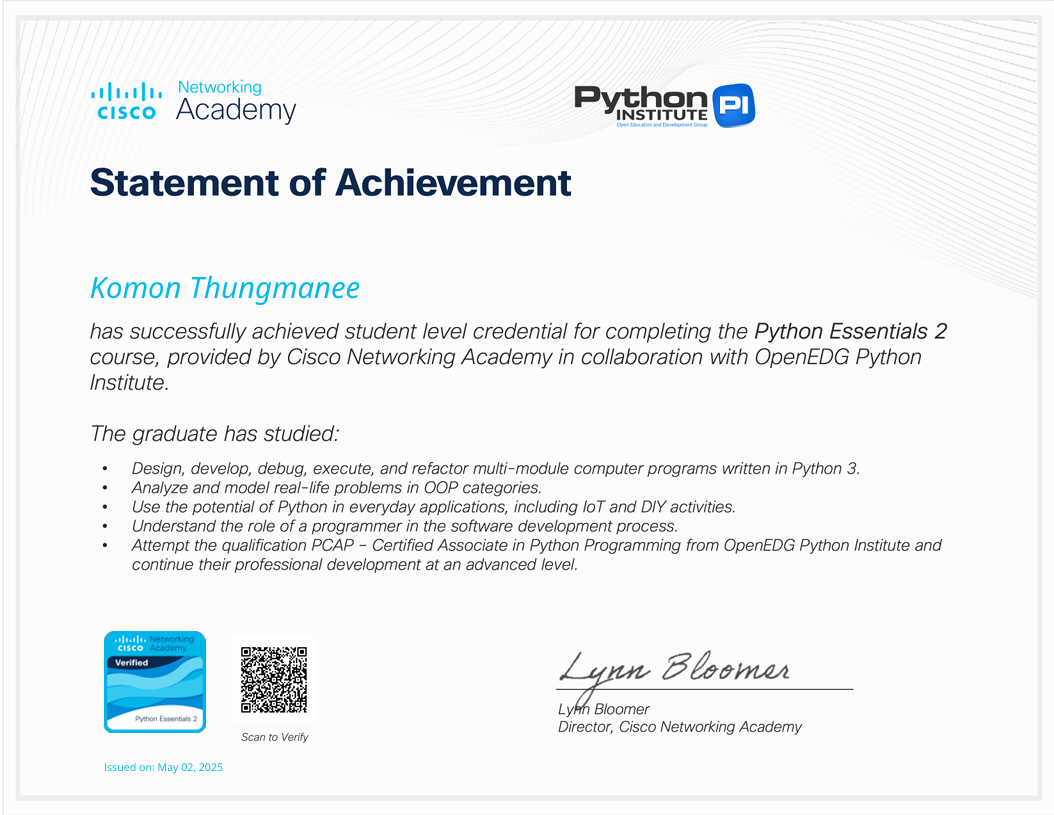 CISCO Networking Academy
Python INSTITUTE PI
Open Education and Development Group
Statement of Achievement
Komon Thungmanee
has successfully achieved student level credential for completing the Python Essentials 2
course, provided by Cisco Networking Academy in collaboration with OpenEDG Python
Institute.
The graduate has studied:
• Design, develop, debug, execute, and refactor multi-module computer programs written in Python 3.
• Analyze and model real-life problems in OOP categories.
• Use the potential of Python in everyday applications, including IoT and DIY activities.
• Understand the role of a programmer in the software development process.
• Attempt the qualification PCAP – Certified Associate in Python Programming from OpenEDG Python Institute and
continue their professional development at an advanced level.
CISCO Networking Academy
Verified
Python Essentials 2
Scan to Verify
Issued on: May 02, 2025
Lynn Bloomer
Lynn Bloomer
Director, Cisco Networking Academy